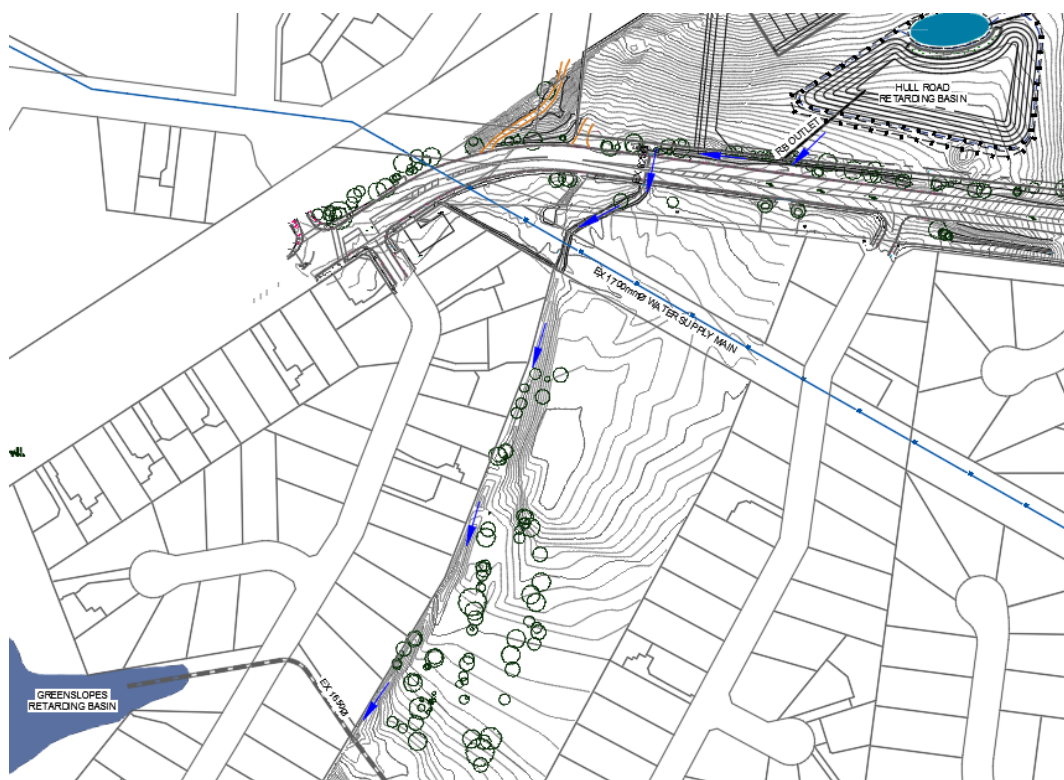 HULL ROAD
RETARDING BASIN
RB OUTLET
EX 1700mmØ WATER SUPPLY MAIN
EX 1650Ø
GREENSLOPES
RETARDING BASIN